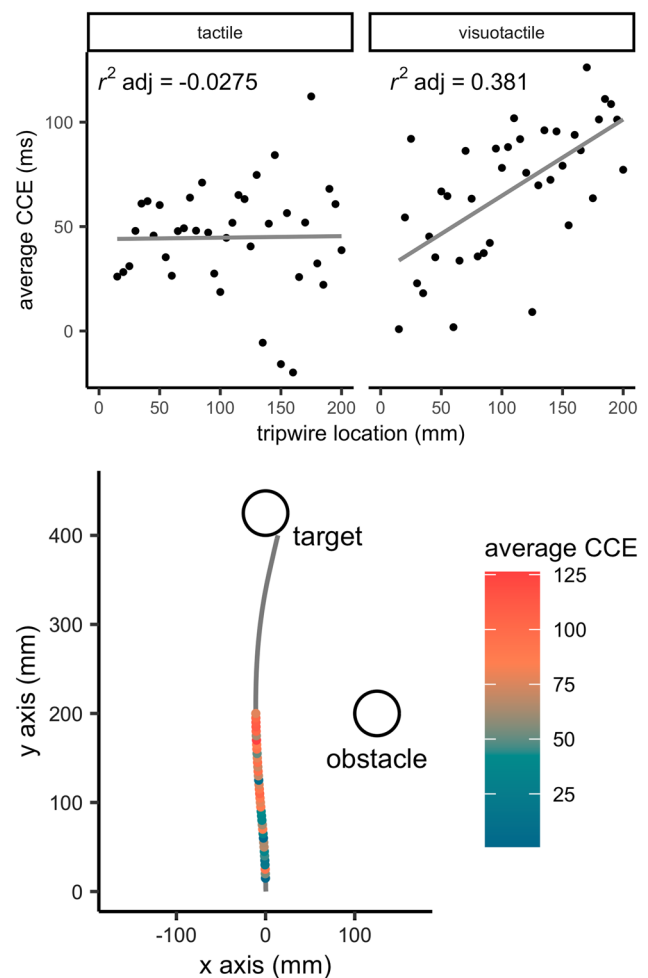 tactile
visuotactile
r² adj = -0.0275
r² adj = 0.381
average CCE (ms)
100
50
0
0 50 100 150 200
0 50 100 150 200
tripwire location (mm)
400
300
200
100
0
y axis (mm)
target
obstacle
-100 0 100
x axis (mm)
average CCE
125
100
75
50
25